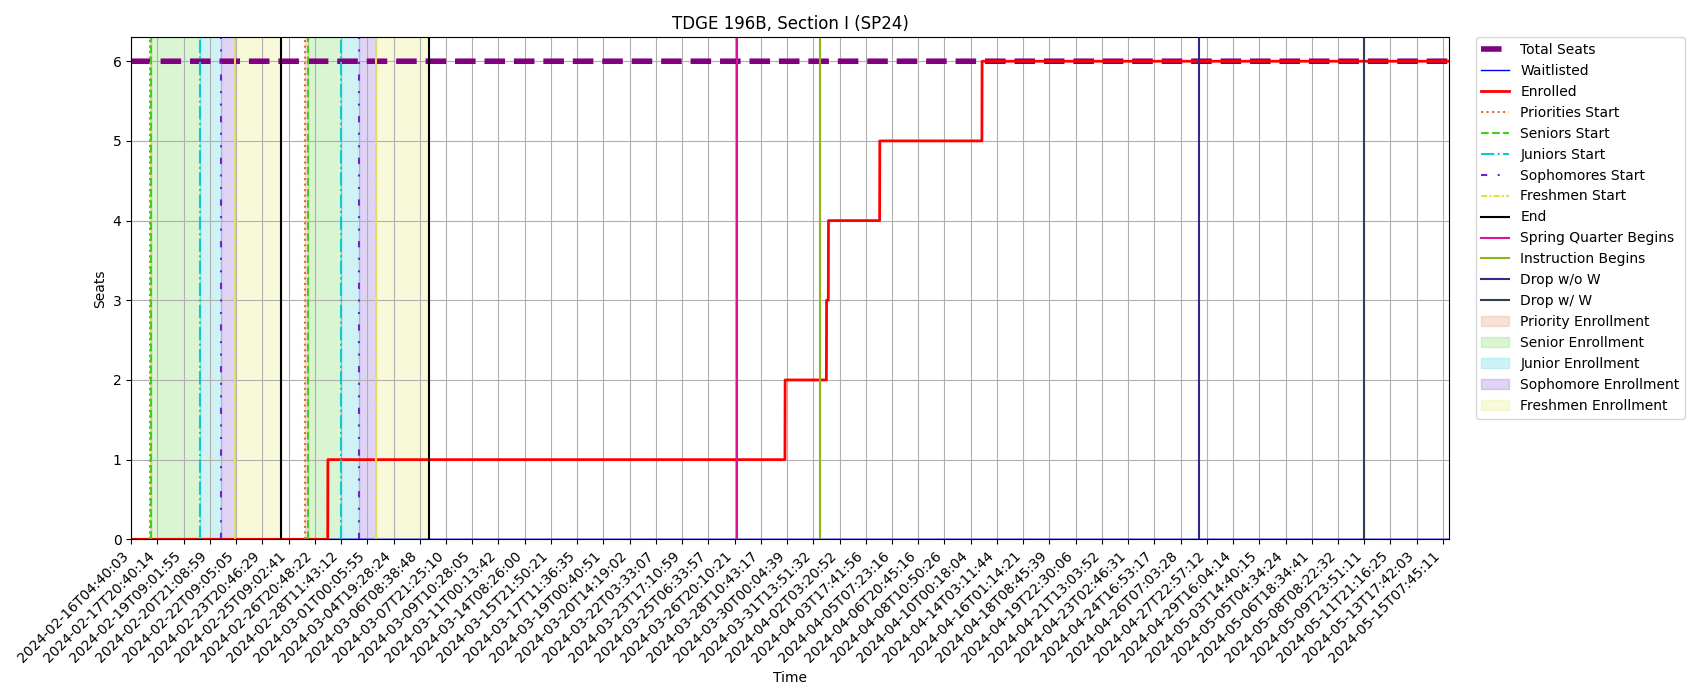 TDGE 196B, Section I (SP24)
Seats
6
5
4
3
2
1
0
2024-02-16T04:40:03
2024-02-17T20:40:14
2024-02-19T09:01:55
2024-02-20T21:08:59
2024-02-22T09:05:05
2024-02-23T20:46:29
2024-02-25T09:02:41
2024-02-26T20:48:22
2024-02-28T11:43:12
2024-03-01T00:05:55
2024-03-04T19:28:24
2024-03-06T08:38:48
2024-03-07T21:25:10
2024-03-09T10:28:05
2024-03-11T00:13:42
2024-03-14T08:26:00
2024-03-15T21:50:21
2024-03-17T11:36:35
2024-03-19T00:40:51
2024-03-20T14:19:02
2024-03-22T03:33:07
2024-03-23T17:10:59
2024-03-25T06:33:57
2024-03-26T20:10:21
2024-03-28T10:43:17
2024-03-30T00:04:39
2024-03-31T13:51:32
2024-04-02T03:20:52
2024-04-03T17:41:56
2024-04-05T07:23:16
2024-04-06T20:45:16
2024-04-08T10:50:26
2024-04-10T00:18:04
2024-04-14T03:11:44
2024-04-16T01:14:21
2024-04-18T08:45:39
2024-04-19T22:30:06
2024-04-21T13:03:52
2024-04-23T02:46:31
2024-04-24T16:53:17
2024-04-26T07:03:28
2024-04-27T22:57:12
2024-04-29T16:04:14
2024-05-03T14:40:15
2024-05-05T04:34:24
2024-05-06T18:34:41
2024-05-08T08:22:32
2024-05-09T23:51:11
2024-05-11T21:16:25
2024-05-13T17:42:03
2024-05-15T07:45:11
Time
Total Seats
Waitlisted
Enrolled
Priorities Start
Seniors Start
Juniors Start
Sophomores Start
Freshmen Start
End
Spring Quarter Begins
Instruction Begins
Drop w/o W
Drop w/ W
Priority Enrollment
Senior Enrollment
Junior Enrollment
Sophomore Enrollment
Freshmen Enrollment